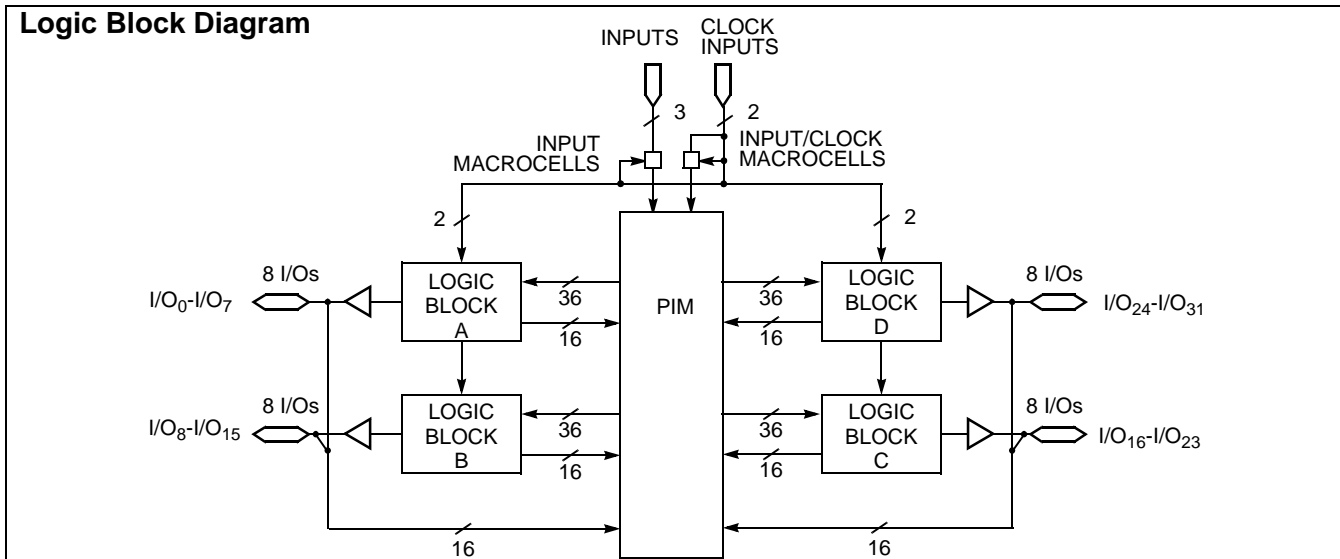 Logic Block Diagram
INPUTS
CLOCK
INPUTS
3
2
INPUT
MACROCELLS
INPUT/CLOCK
MACROCELLS
2
2
8 I/Os
I/O0-I/O7
LOGIC
BLOCK
A
36
16
PIM
36
16
LOGIC
BLOCK
D
8 I/Os
I/O24-I/O31
8 I/Os
I/O8-I/O15
LOGIC
BLOCK
B
36
16
36
16
LOGIC
BLOCK
C
8 I/Os
I/O16-I/O23
16
16